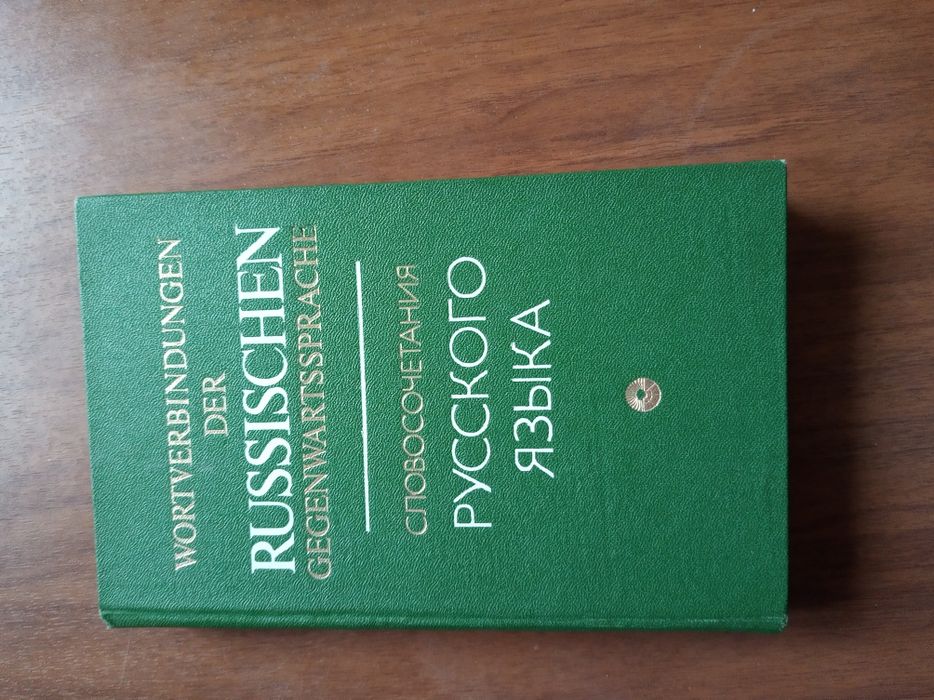 WORTVERBINDUNGEN
DER
RUSSISCHEN
GEGENWARTSSPRACHE
СЛОВОСОЧЕТАНИЯ
РУССКОГО
ЯЗЫКА